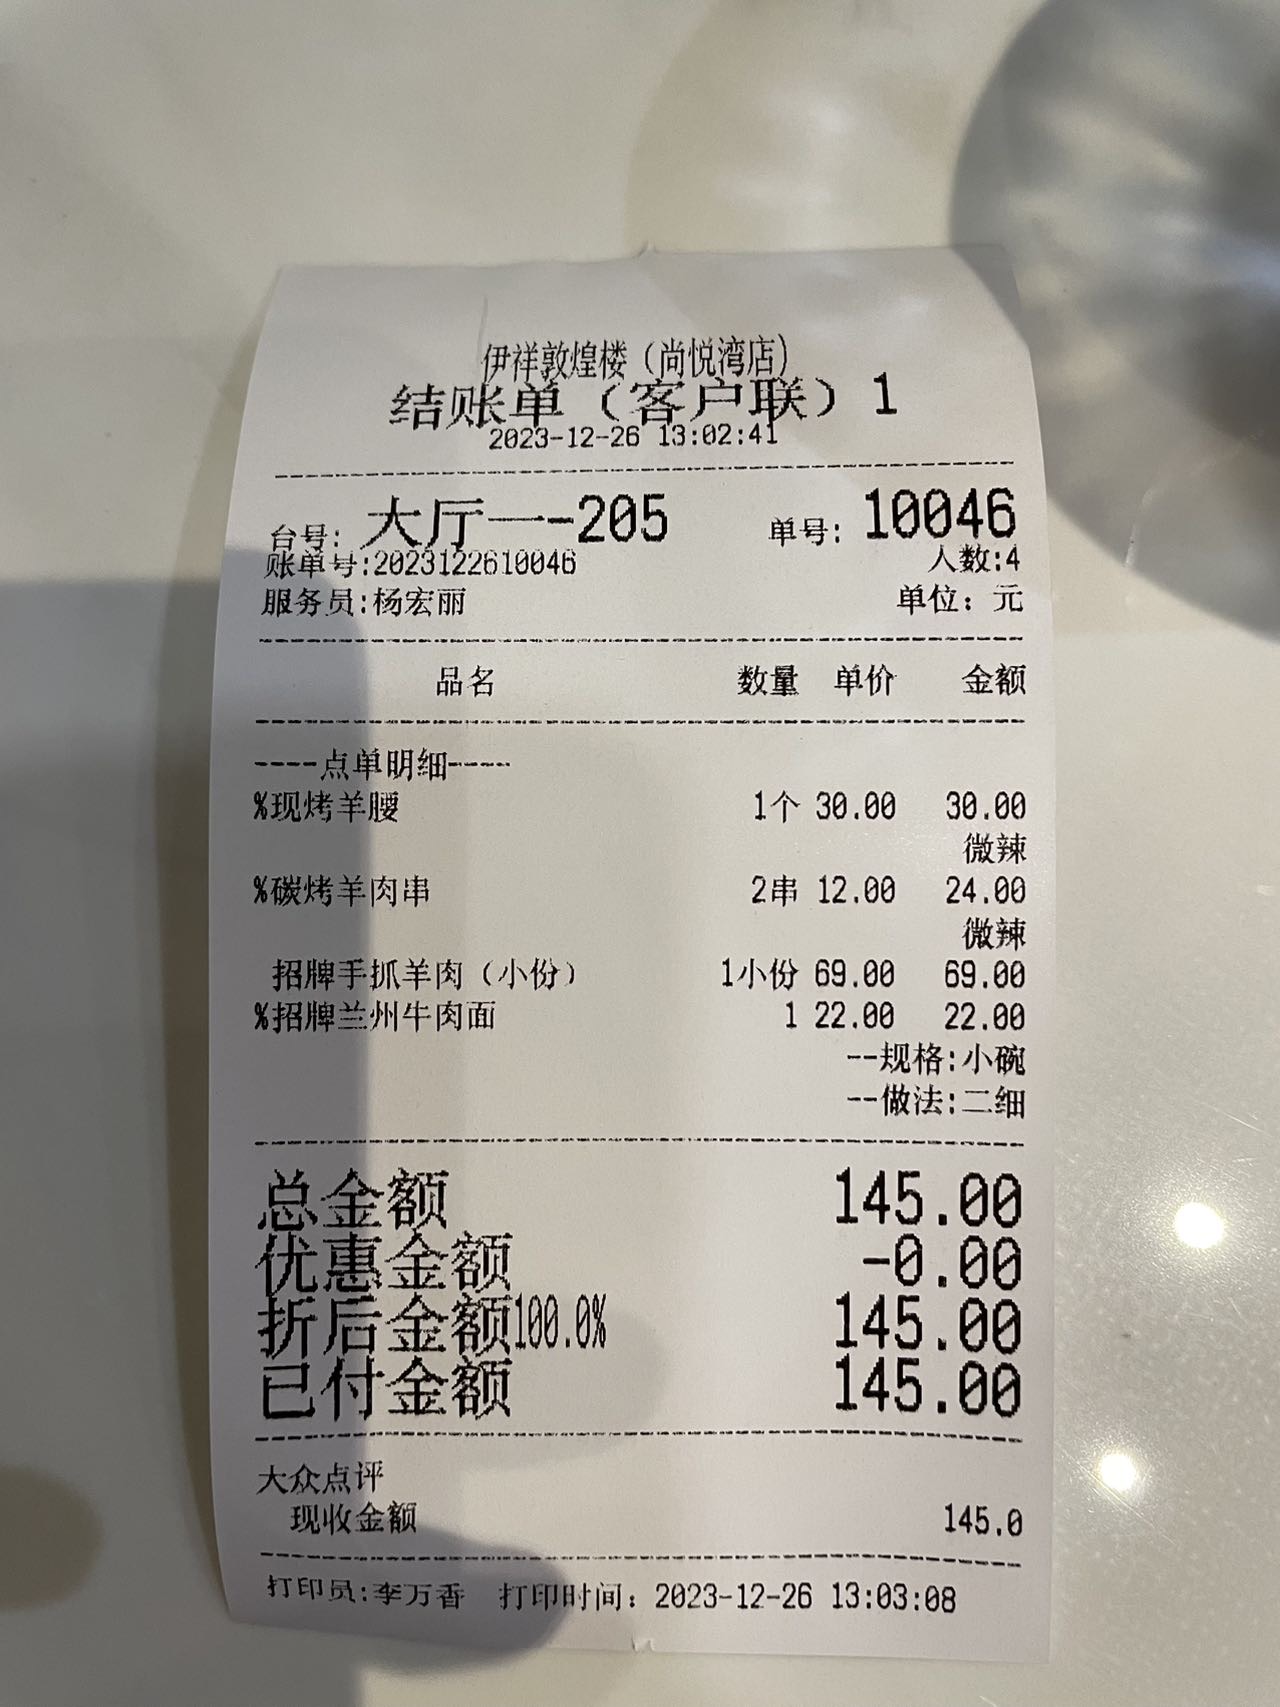 伊祥敦煌楼（尚悦湾店）
结账单（客户联）1
2023-12-26 13:02:41
台号: 大厅一-205 单号: 10046
账单号:2023122610046 人数:4
服务员:杨宏丽 单位: 元
品名 数量 单价 金额
----点单明细----
%现烤羊腰 1个 30.00 30.00
微辣
%碳烤羊肉串 2串 12.00 24.00
微辣
招牌手抓羊肉（小份） 1小份 69.00 69.00
%招牌兰州牛肉面 1 22.00 22.00
--规格:小碗
--做法:二细
总金额 145.00
优惠金额 -0.00
折后金额100.0% 145.00
已付金额 145.00
大众点评
现收金额 145.0
打印员:李万香 打印时间: 2023-12-26 13:03:08